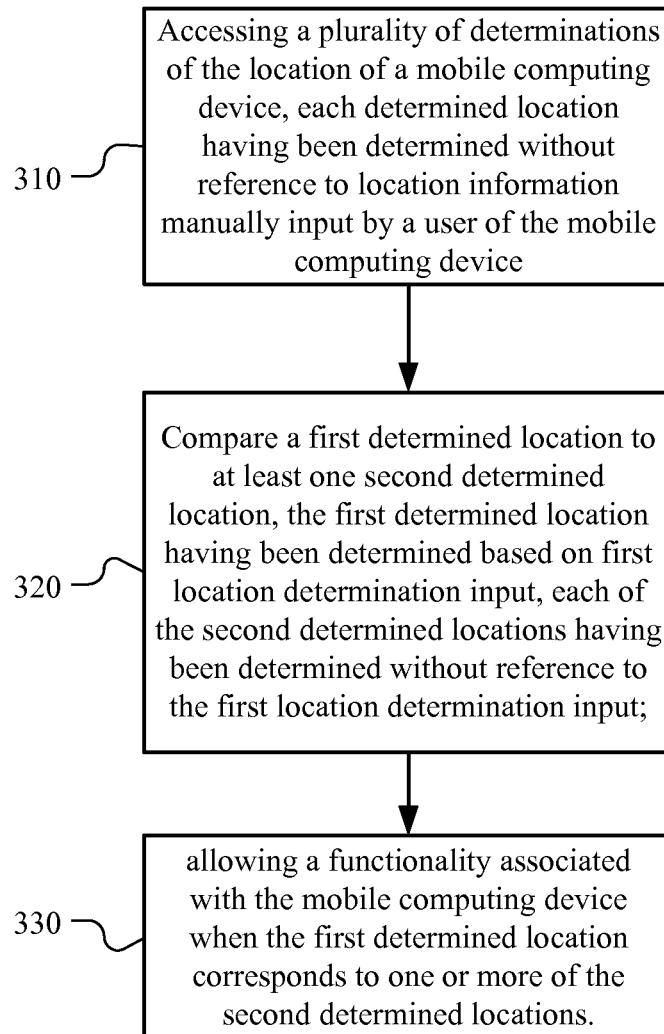 Accessing a plurality of determinations
of the location of a mobile computing
device, each determined location
having been determined without
reference to location information
manually input by a user of the mobile
computing device
310
Compare a first determined location to
at least one second determined
location, the first determined location
having been determined based on first
location determination input, each of
the second determined locations having
been determined without reference to
the first location determination input;
320
allowing a functionality associated
with the mobile computing device
when the first determined location
corresponds to one or more of the
second determined locations.
330